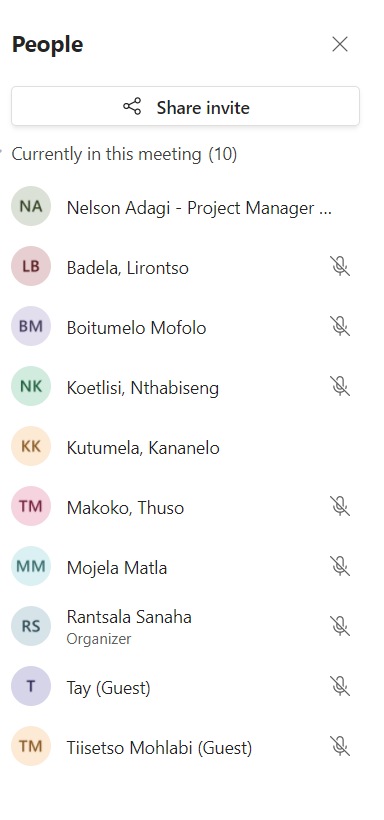 People
Share invite
Currently in this meeting (10)
NA Nelson Adagi - Project Manager ...
LB Badela, Lirontso
BM Boitumelo Mofolo
NK Koetlisi, Nthabiseng
KK Kutumela, Kananelo
TM Makoko, Thuso
MM Mojela Matla
RS Rantsala Sanaha
Organizer
T Tay (Guest)
TM Tiisetso Mohlabi (Guest)